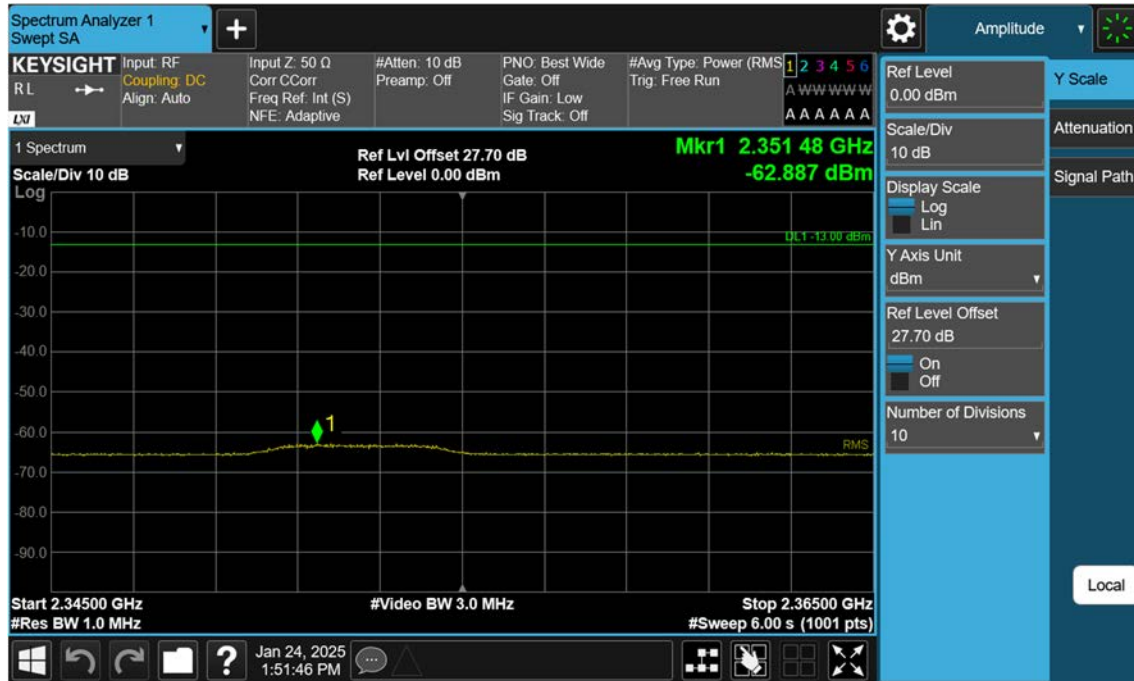 Spectrum Analyzer 1
Swept SA
Amplitude
KEYSIGHT
R L
LXI
Input: RF
Coupling: DC
Align: Auto
Input Z: 50 Ω
Corr CCorr
Freq Ref: Int (S)
NFE: Adaptive
#Atten: 10 dB
Preamp: Off
PNO: Best Wide
Gate: Off
IF Gain: Low
Sig Track: Off
#Avg Type: Power (RMS
Trig: Free Run
1 2 3 4 5 6
A W W W W W
A A A A A A
1 Spectrum
Scale/Div 10 dB
Ref Lvl Offset 27.70 dB
Ref Level 0.00 dBm
Mkr1 2.351 48 GHz
-62.887 dBm
Log
DL1 -13.00 dBm
-10.0
-20.0
-30.0
-40.0
-50.0
-60.0
-70.0
-80.0
-90.0
1
RMS
Start 2.34500 GHz
#Res BW 1.0 MHz
#Video BW 3.0 MHz
Stop 2.36500 GHz
#Sweep 6.00 s (1001 pts)
Ref Level
0.00 dBm
Scale/Div
10 dB
Display Scale
Log
Lin
Y Axis Unit
dBm
Ref Level Offset
27.70 dB
On
Off
Number of Divisions
10
Y Scale
Attenuation
Signal Path
Local
?
Jan 24, 2025
1:51:46 PM